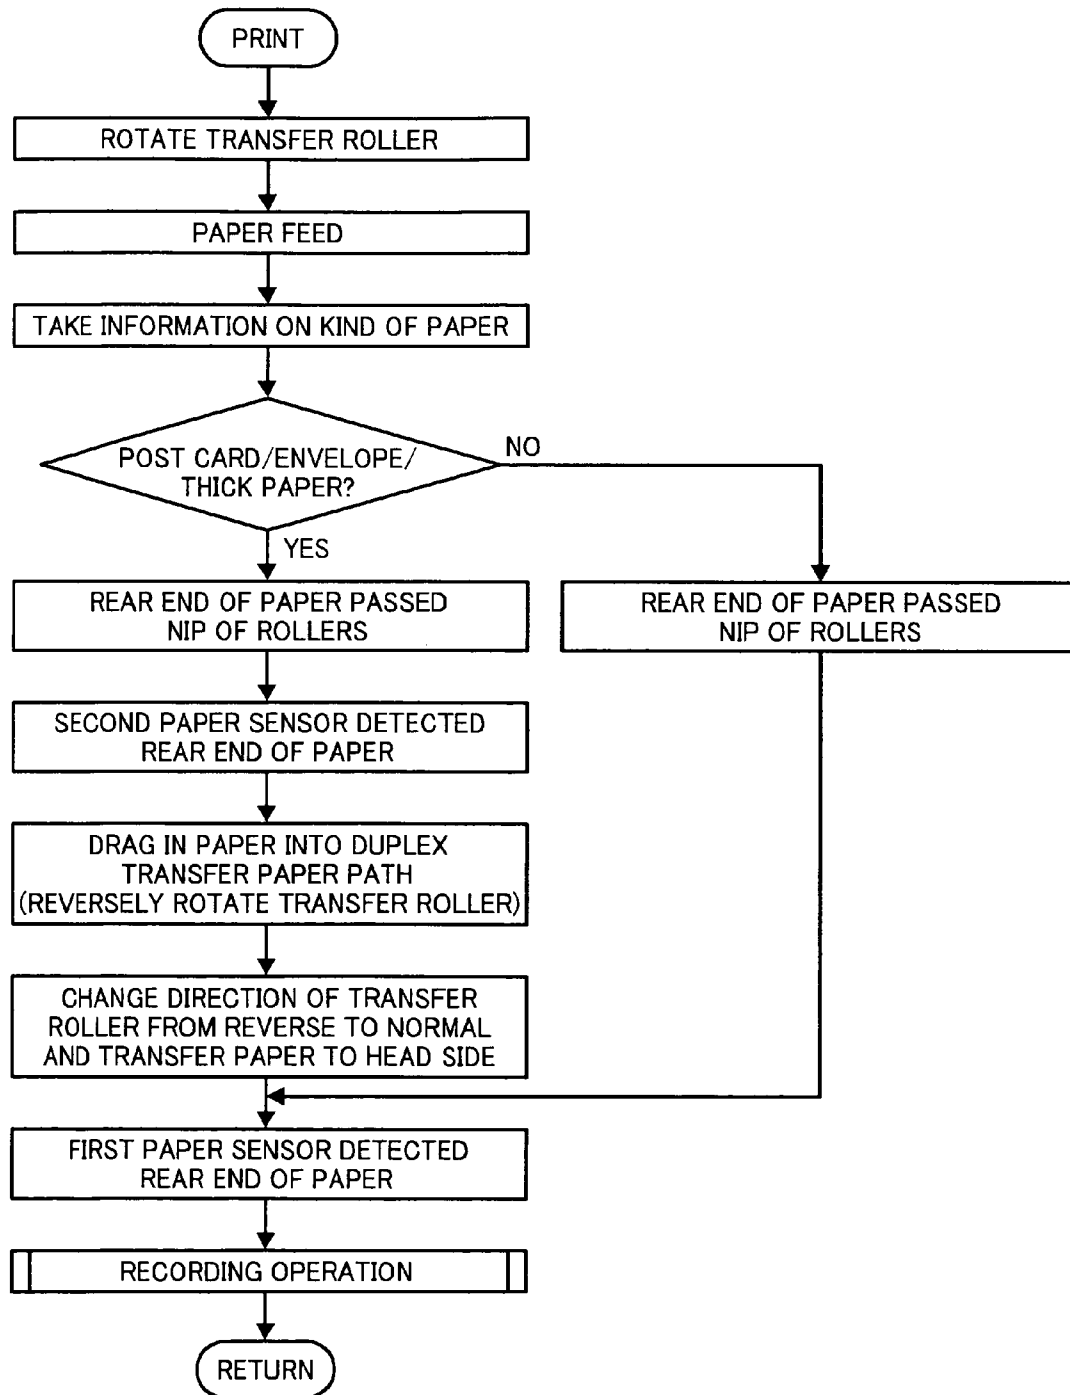 PRINT
ROTATE TRANSFER ROLLER
PAPER FEED
TAKE INFORMATION ON KIND OF PAPER
POST CARD/ENVELOPE/
THICK PAPER?
NO
YES
REAR END OF PAPER PASSED
NIP OF ROLLERS
REAR END OF PAPER PASSED
NIP OF ROLLERS
SECOND PAPER SENSOR DETECTED
REAR END OF PAPER
DRAG IN PAPER INTO DUPLEX
TRANSFER PAPER PATH
(REVERSELY ROTATE TRANSFER ROLLER)
CHANGE DIRECTION OF TRANSFER
ROLLER FROM REVERSE TO NORMAL
AND TRANSFER PAPER TO HEAD SIDE
FIRST PAPER SENSOR DETECTED
REAR END OF PAPER
RECORDING OPERATION
RETURN